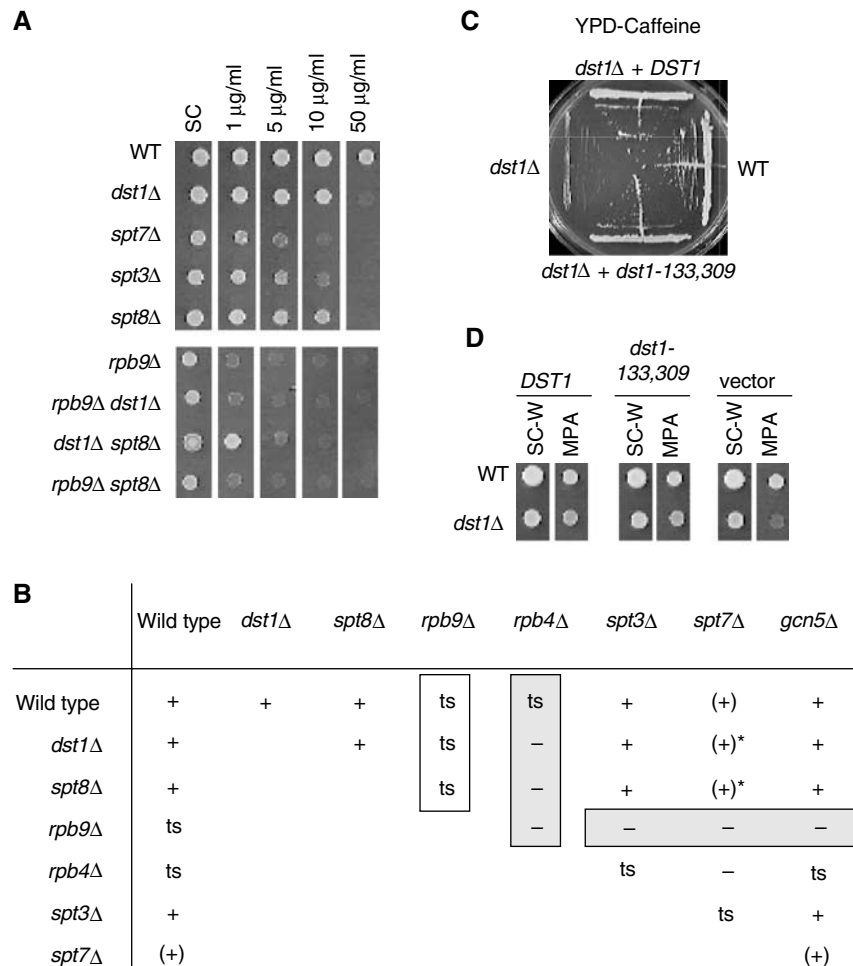 A
SC
1 µg/ml
5 µg/ml
10 µg/ml
50 µg/ml
WT
dst1Δ
spt7Δ
spt3Δ
spt8Δ
rpb9Δ
rpb9Δ dst1Δ
dst1Δ spt8Δ
rpb9Δ spt8Δ
C
YPD-Caffeine
dst1Δ + DST1
dst1Δ
WT
dst1Δ + dst1-133,309
D
DST1
dst1-
133,309
vector
SC-W MPA SC-W MPA SC-W MPA
WT
dst1Δ
B
Wild type dst1Δ spt8Δ rpb9Δ rpb4Δ spt3Δ spt7Δ gcn5Δ
Wild type + + + ts ts + (+) +
dst1Δ + + ts – + (+)* +
spt8Δ + ts – + (+)* +
rpb9Δ ts – – – –
rpb4Δ ts ts – ts
spt3Δ + ts +
spt7Δ (+) (+)